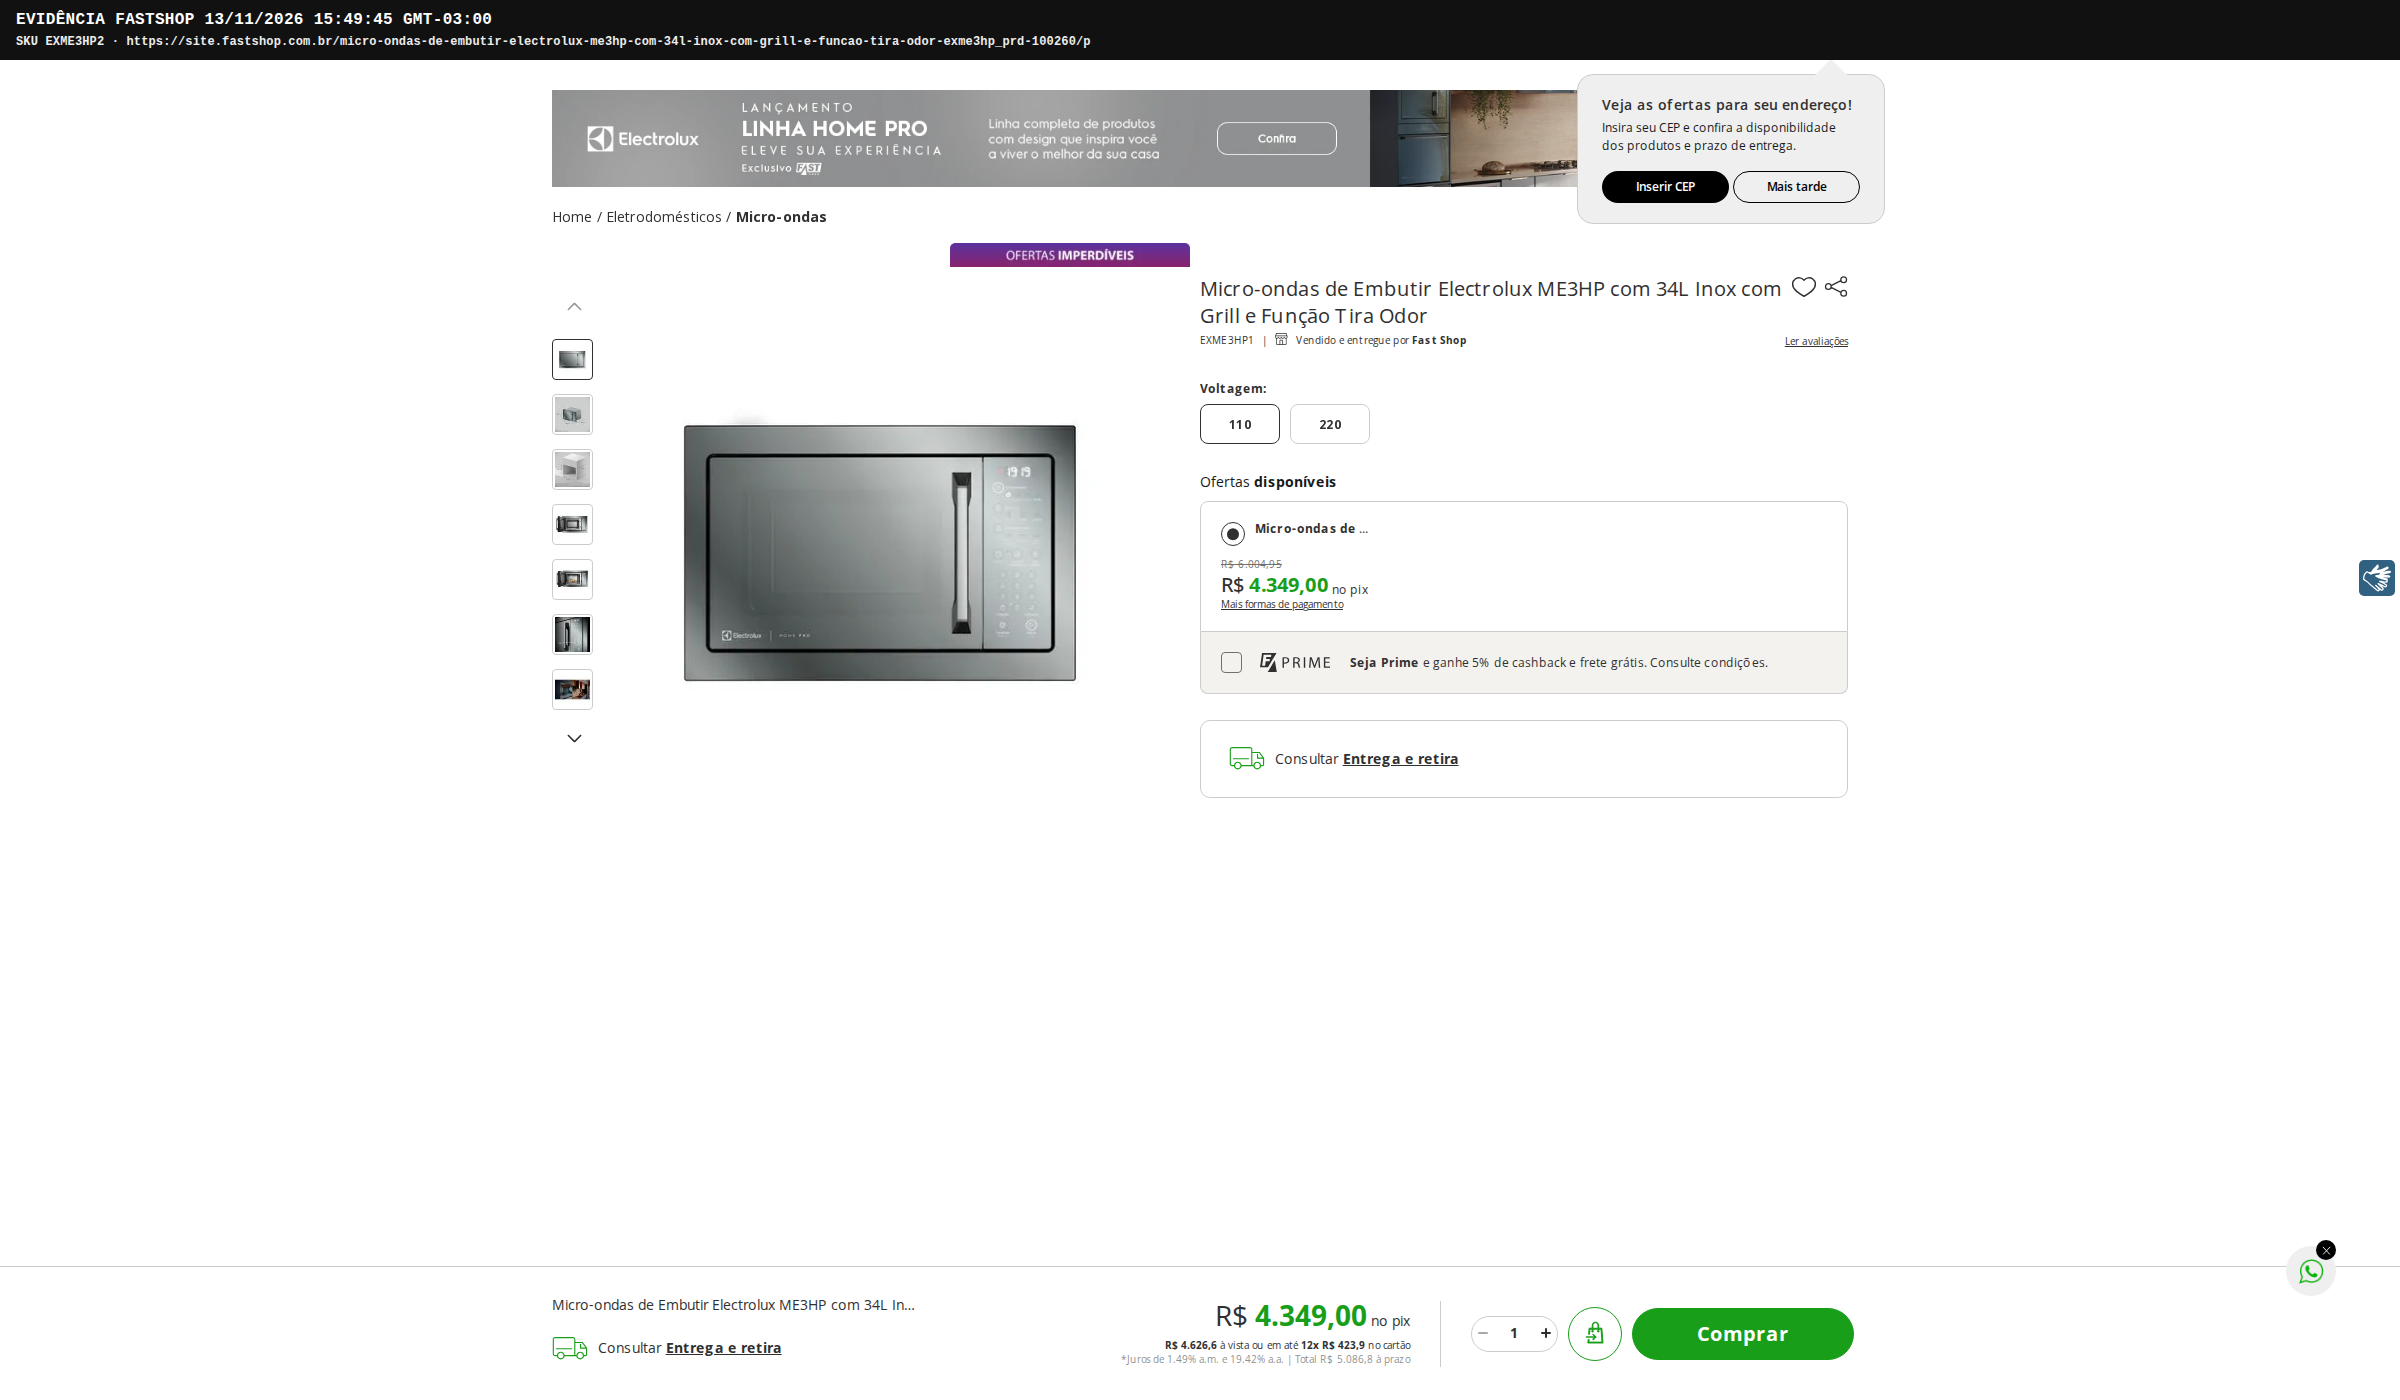 EVIDÊNCIA FASTSHOP 13/11/2026 15:49:45 GMT-03:00
SKU EXME3HP2 · https://site.fastshop.com.br/micro-ondas-de-embutir-electrolux-me3hp-com-34l-inox-com-grill-e-funcao-tira-odor-exme3hp_prd-100260/p
Electrolux
LANÇAMENTO
LINHA HOME PRO
ELEVE SUA EXPERIÊNCIA
Exclusivo FAST
Linha completa de produtos
com design que inspira você
a viver o melhor da sua casa
Confira
Veja as ofertas para seu endereço!
Insira seu CEP e confira a disponibilidade
dos produtos e prazo de entrega.
Inserir CEP
Mais tarde
Home / Eletrodomésticos / Micro-ondas
OFERTAS IMPERDÍVEIS
Micro-ondas de Embutir Electrolux ME3HP com 34L Inox com
Grill e Função Tira Odor
EXME3HP1 | Vendido e entregue por Fast Shop
Ler avaliações
Voltagem:
110
220
Ofertas disponíveis
Micro-ondas de ...
R$ 6.004,95
R$ 4.349,00 no pix
Mais formas de pagamento
PRIME
Seja Prime e ganhe 5% de cashback e frete grátis. Consulte condições.
Consultar Entrega e retira
19 19
Electrolux | HOME PRO
Micro-ondas de Embutir Electrolux ME3HP com 34L In...
Consultar Entrega e retira
R$ 4.349,00 no pix
R$ 4.626,6 à vista ou em até 12x R$ 423,9 no cartão
*Juros de 1.49% a.m. e 19.42% a.a. | Total R$ 5.086,8 à prazo
− 1 +
Comprar